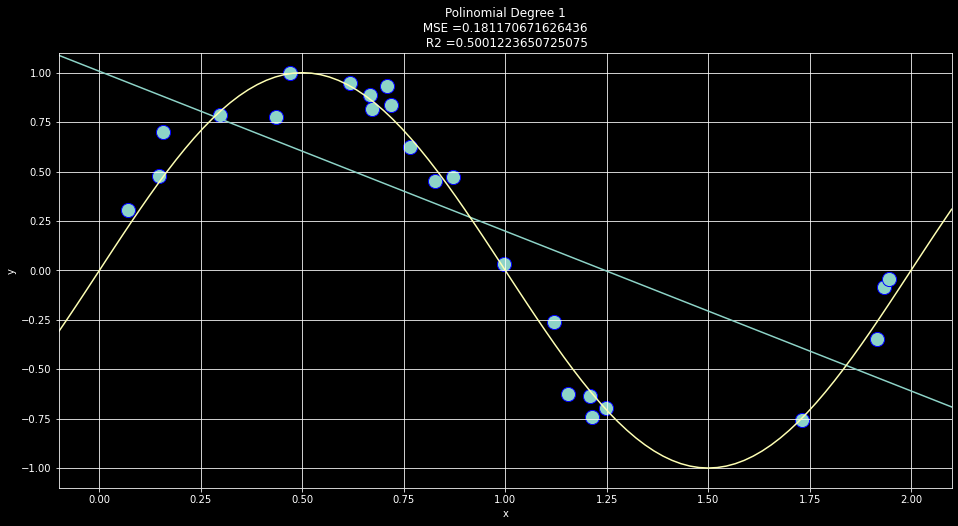 Polinomial Degree 1
MSE =0.181170671626436
R2 =0.5001223650725075
1.00
0.75
0.50
0.25
0.00
−0.25
−0.50
−0.75
−1.00
y
0.00 0.25 0.50 0.75 1.00 1.25 1.50 1.75 2.00
x